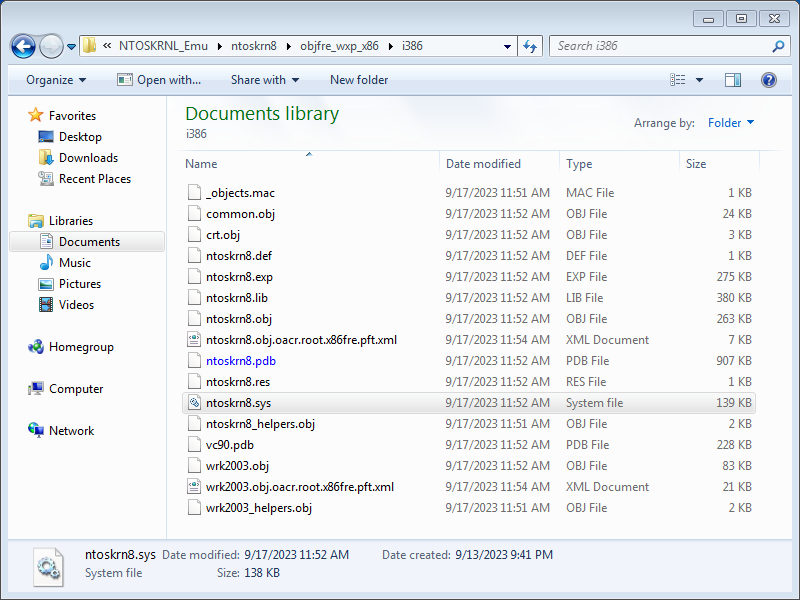 « NTOSKRNL_Emu ▸ ntoskrn8 ▸ objfre_wxp_x86 ▸ i386
Search i386
Organize Open with... Share with New folder
Favorites
Desktop
Downloads
Recent Places
Libraries
Documents
Music
Pictures
Videos
Homegroup
Computer
Network
Documents library
i386
Arrange by: Folder
Name Date modified Type Size
_objects.mac 9/17/2023 11:51 AM MAC File 1 KB
common.obj 9/17/2023 11:52 AM OBJ File 24 KB
crt.obj 9/17/2023 11:52 AM OBJ File 3 KB
ntoskrn8.def 9/17/2023 11:52 AM DEF File 1 KB
ntoskrn8.exp 9/17/2023 11:52 AM EXP File 275 KB
ntoskrn8.lib 9/17/2023 11:52 AM LIB File 380 KB
ntoskrn8.obj 9/17/2023 11:52 AM OBJ File 263 KB
ntoskrn8.obj.oacr.root.x86fre.pft.xml 9/17/2023 11:54 AM XML Document 7 KB
ntoskrn8.pdb 9/17/2023 11:52 AM PDB File 907 KB
ntoskrn8.res 9/17/2023 11:52 AM RES File 1 KB
ntoskrn8.sys 9/17/2023 11:52 AM System file 139 KB
ntoskrn8_helpers.obj 9/17/2023 11:51 AM OBJ File 2 KB
vc90.pdb 9/17/2023 11:52 AM PDB File 228 KB
wrk2003.obj 9/17/2023 11:52 AM OBJ File 83 KB
wrk2003.obj.oacr.root.x86fre.pft.xml 9/17/2023 11:54 AM XML Document 21 KB
wrk2003_helpers.obj 9/17/2023 11:51 AM OBJ File 2 KB
ntoskrn8.sys Date modified: 9/17/2023 11:52 AM Date created: 9/13/2023 9:41 PM
System file Size: 138 KB